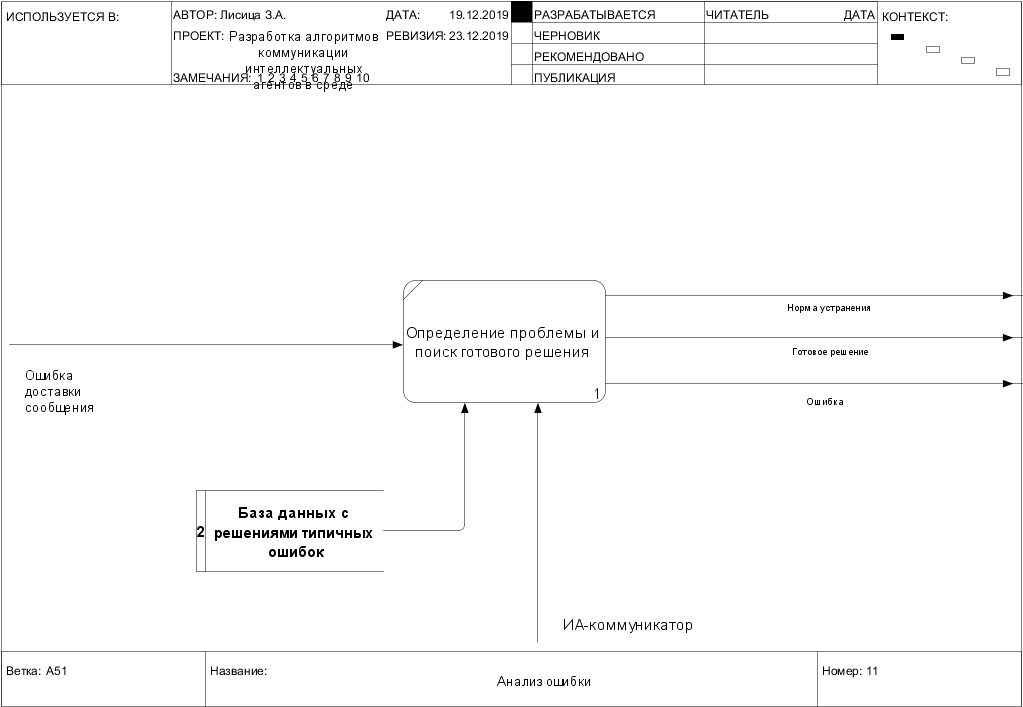 ИСПОЛЬЗУЕТСЯ В:
АВТОР: Лисица З.А.
ДАТА: 19.12.2019
РАЗРАБАТЫВАЕТСЯ
ЧИТАТЕЛЬ
ДАТА
КОНТЕКСТ:
ПРОЕКТ: Разработка алгоритмов
коммуникации
интеллектуальных
агентов в среде
РЕВИЗИЯ: 23.12.2019
ЧЕРНОВИК
РЕКОМЕНДОВАНО
ЗАМЕЧАНИЯ: 1 2 3 4 5 6 7 8 9 10
ПУБЛИКАЦИЯ
Норма устранения
Определение проблемы и
поиск готового решения
1
Готовое решение
Ошибка
Ошибка
доставки
сообщения
2
База данных с
решениями типичных
ошибок
ИА-коммуникатор
Ветка: А51
Название:
Анализ ошибки
Номер: 11